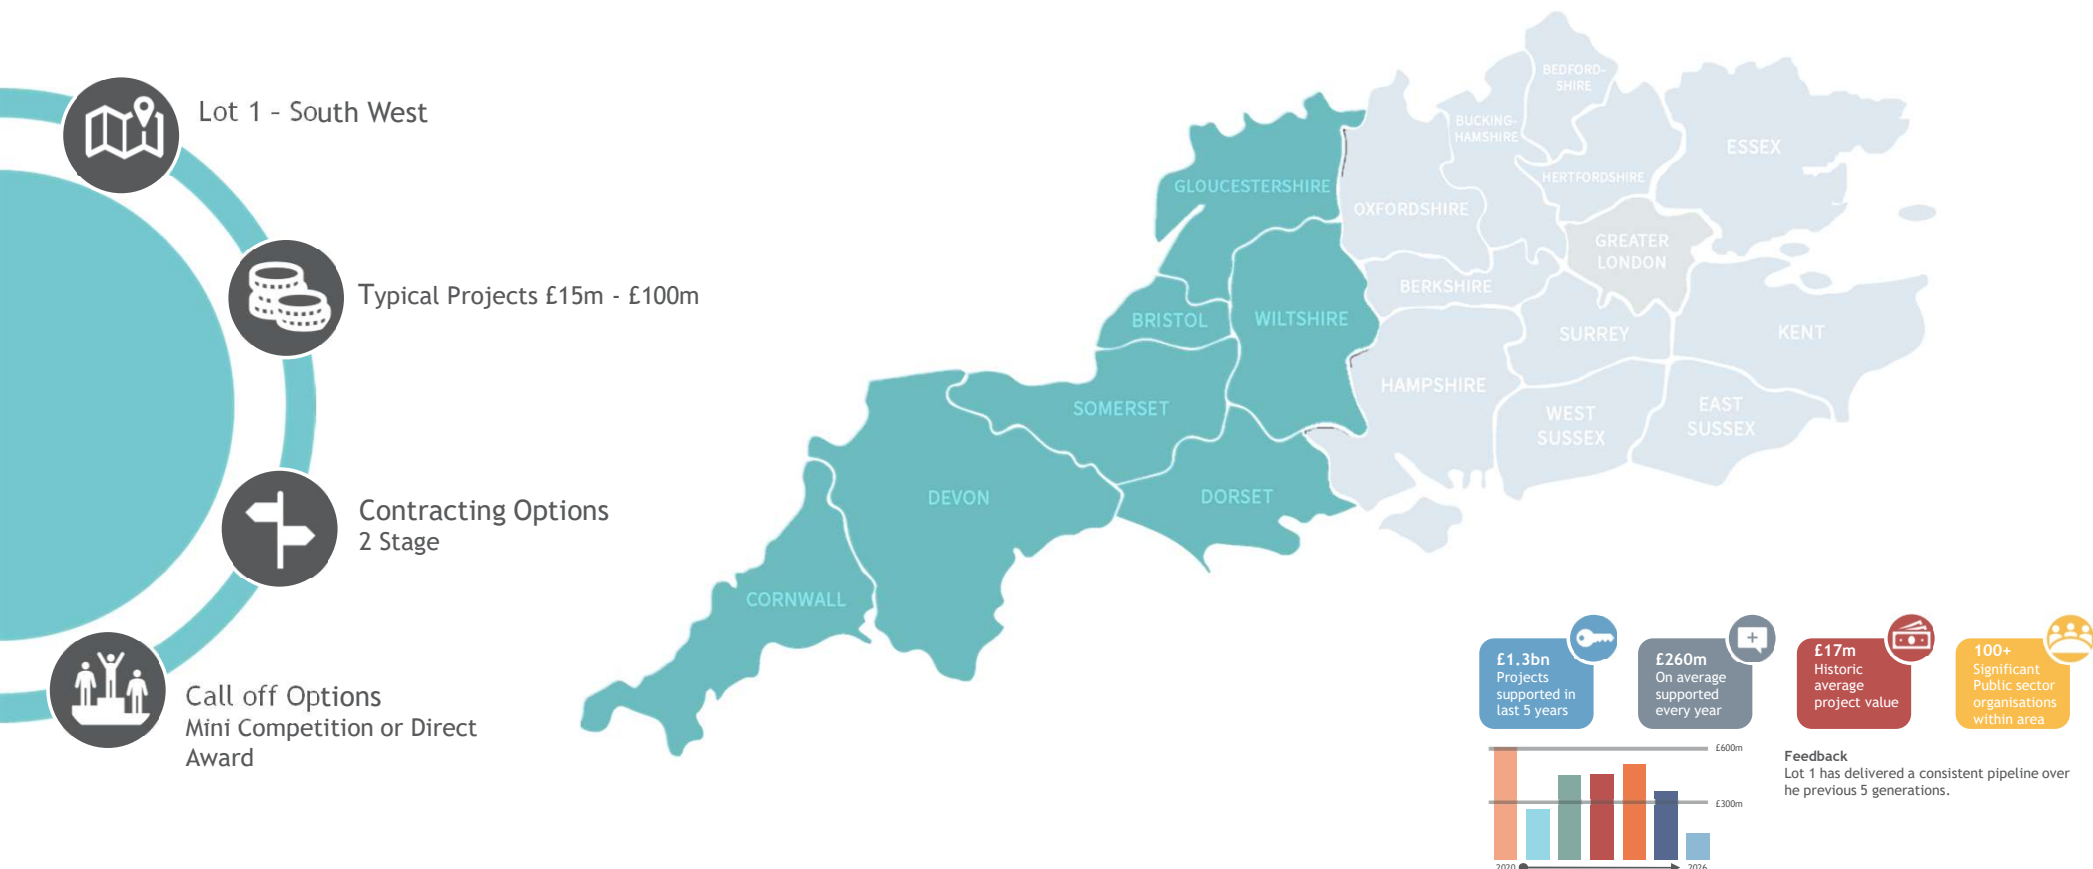 Lot 1 – South West
Typical Projects £15m - £100m
Contracting Options
2 Stage
Call off Options
Mini Competition or Direct
Award
BEDFORD-
SHIRE
BUCKING-
HAMSHIRE
ESSEX
HERTFORDSHIRE
GLOUCESTERSHIRE
OXFORDSHIRE
GREATER
LONDON
BERKSHIRE
BRISTOL
WILTSHIRE
SURREY
KENT
HAMPSHIRE
SOMERSET
WEST
SUSSEX
EAST
SUSSEX
DEVON
DORSET
CORNWALL
£1.3bn
Projects
supported in
last 5 years
£260m
On average
supported
every year
£17m
Historic
average
project value
100+
Significant
Public sector
organisations
within area
£600m
£300m
2020
2026
Feedback
Lot 1 has delivered a consistent pipeline over
he previous 5 generations.